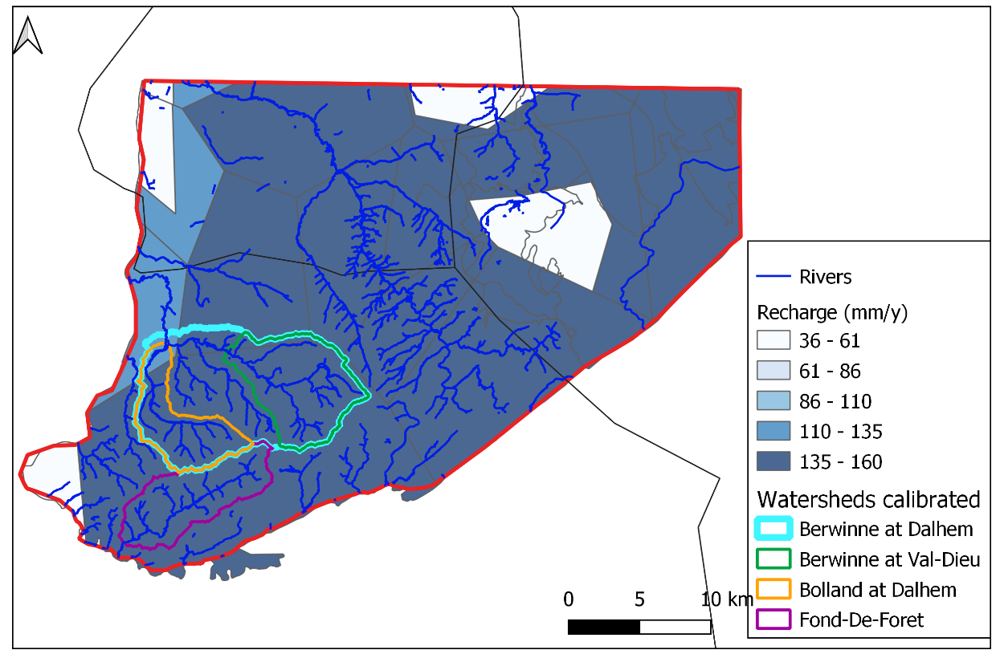 Rivers
Recharge (mm/y)
36 - 61
61 - 86
86 - 110
110 - 135
135 - 160
Watersheds calibrated
Berwinne at Dalhem
Berwinne at Val-Dieu
Bolland at Dalhem
Fond-De-Foret
0 5 10 km